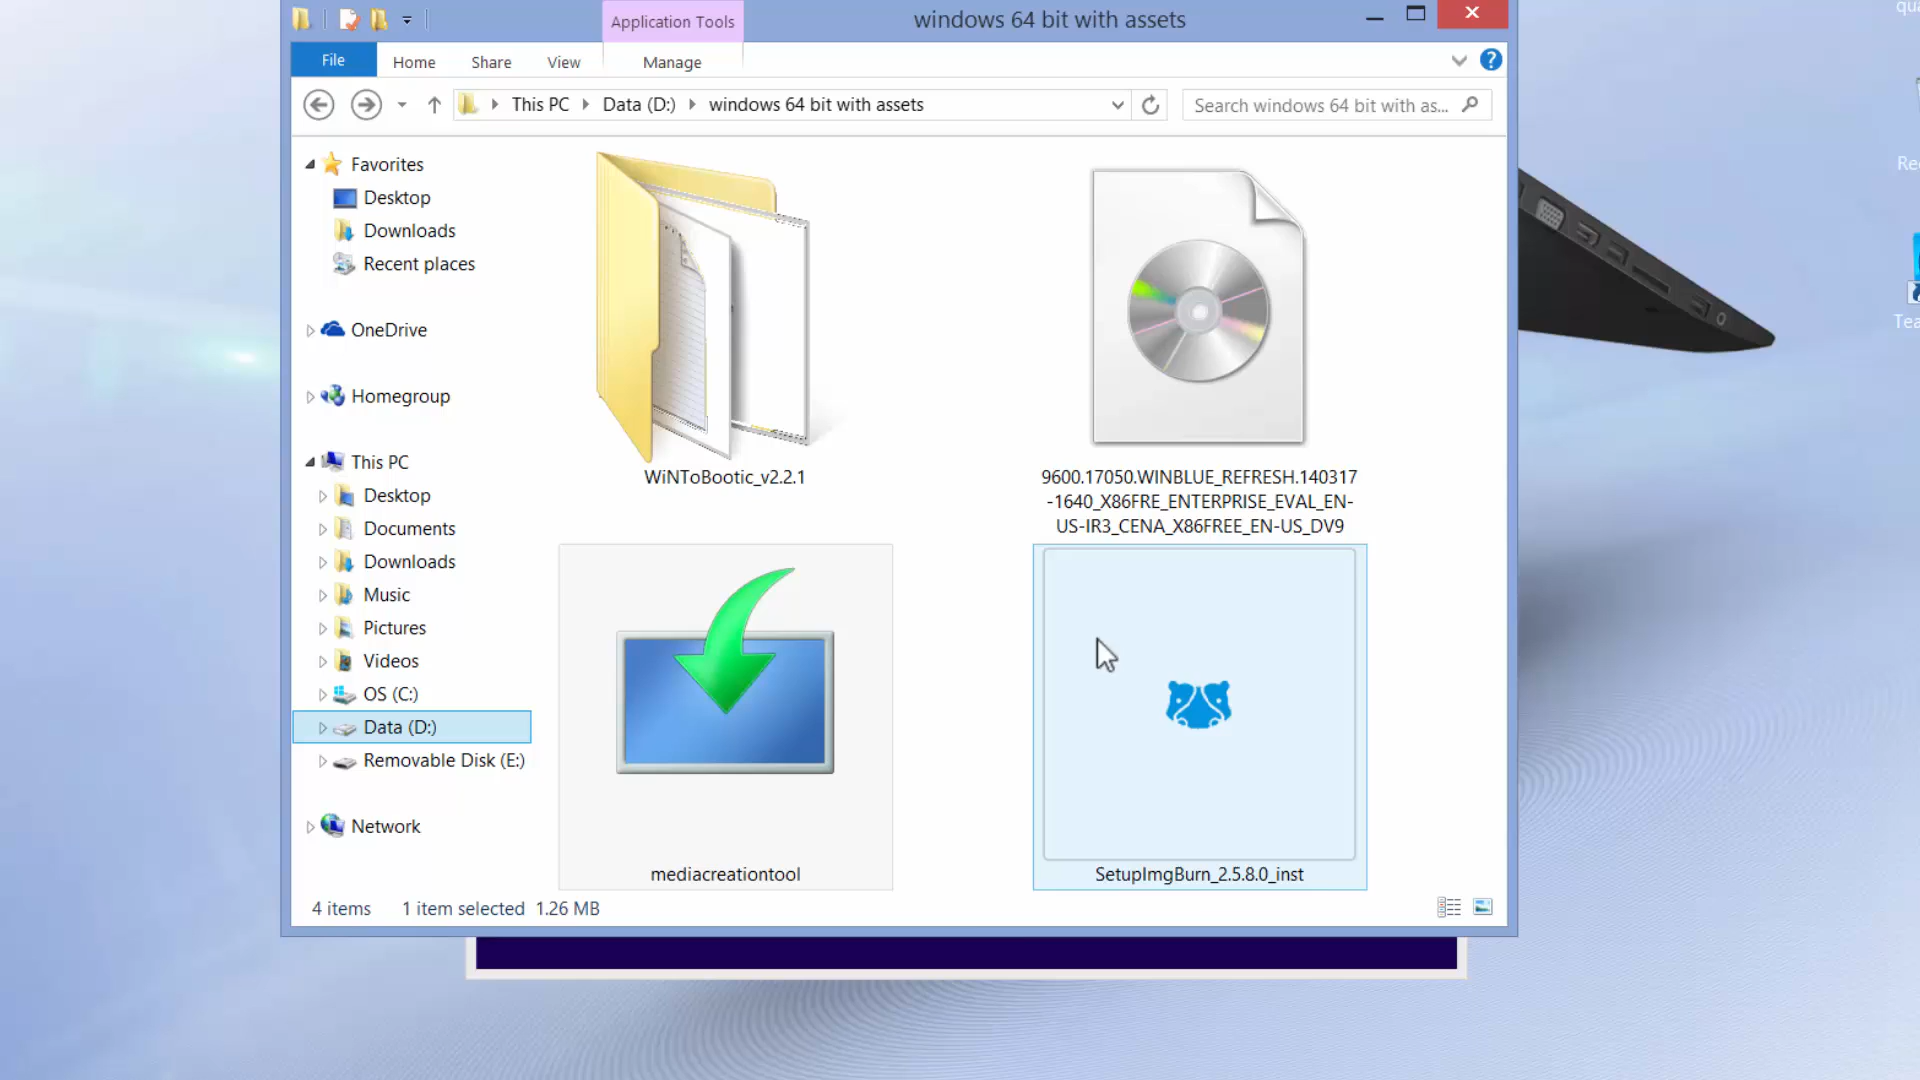 Application Tools
windows 64 bit with assets
File
Home
Share
View
Manage
This PC
Data (D:)
windows 64 bit with assets
Search windows 64 bit with as...
Favorites
Desktop
Downloads
Recent places
OneDrive
Homegroup
This PC
Desktop
Documents
Downloads
Music
Pictures
Videos
OS (C:)
Data (D:)
Removable Disk (E:)
Network
WiNToBootic_v2.2.1
9600.17050.WINBLUE_REFRESH.140317
-1640_X86FRE_ENTERPRISE_EVAL_EN-
US-IR3_CENA_X86FREE_EN-US_DV9
mediacreationtool
SetupImgBurn_2.5.8.0_inst
4 items
1 item selected 1.26 MB